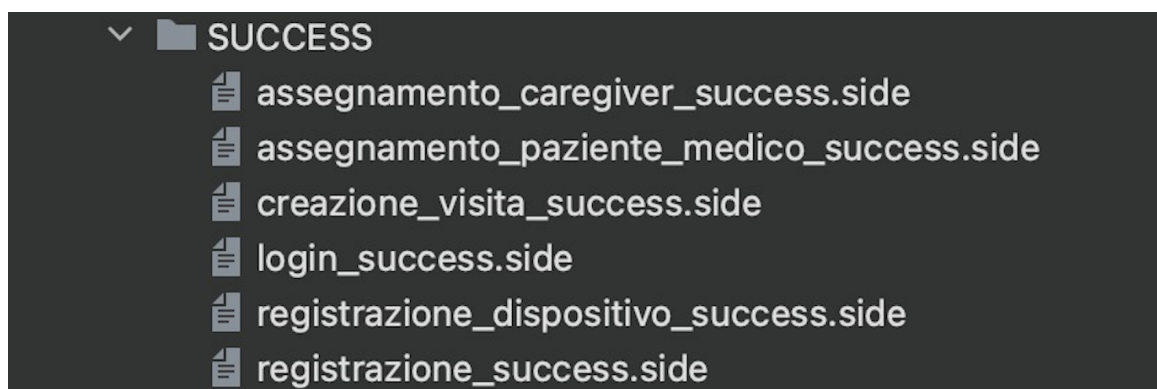 SUCCESS
assegnamento_caregiver_success.side
assegnamento_paziente_medico_success.side
creazione_visita_success.side
login_success.side
registrazione_dispositivo_success.side
registrazione_success.side